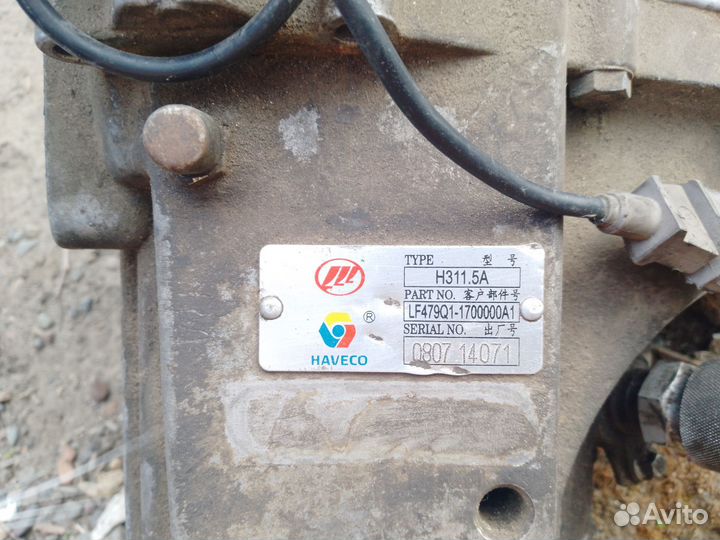 TYPE 型 号
H311.5A
PART NO. 客户部件号
LF479Q1-1700000A1
SERIAL NO. 出厂号
0807 14071
®
HAVECO
Avito